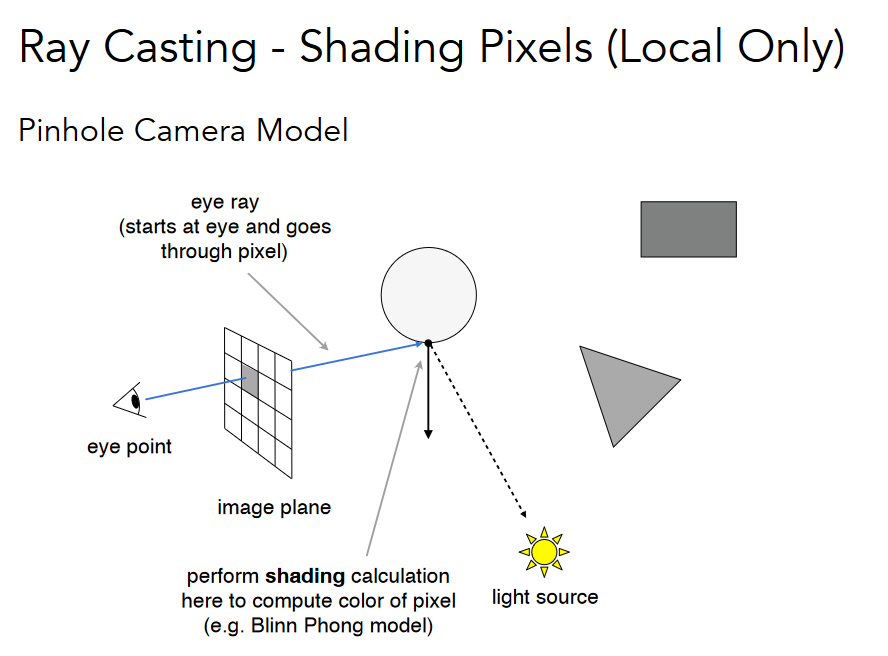 Ray Casting - Shading Pixels (Local Only)
Pinhole Camera Model
eye ray
(starts at eye and goes
through pixel)
eye point
image plane
perform shading calculation
here to compute color of pixel
(e.g. Blinn Phong model)
light source